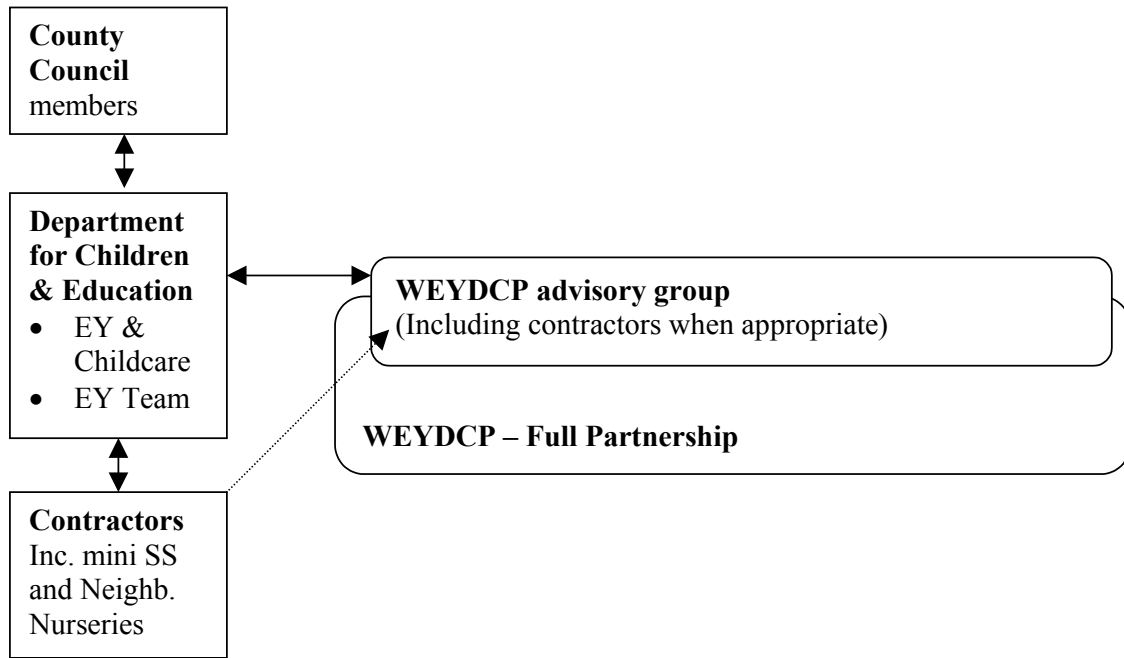 County
Council
members
Department
for Children
& Education
• EY &
Childcare
• EY Team
WEYDCP advisory group
(Including contractors when appropriate)
WEYDCP – Full Partnership
Contractors
Inc. mini SS
and Neighb.
Nurseries